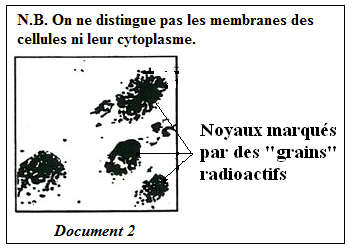 N.B. On ne distingue pas les membranes des
cellules ni leur cytoplasme.
Noyaux marqués
par des "grains"
radioactifs
Document 2